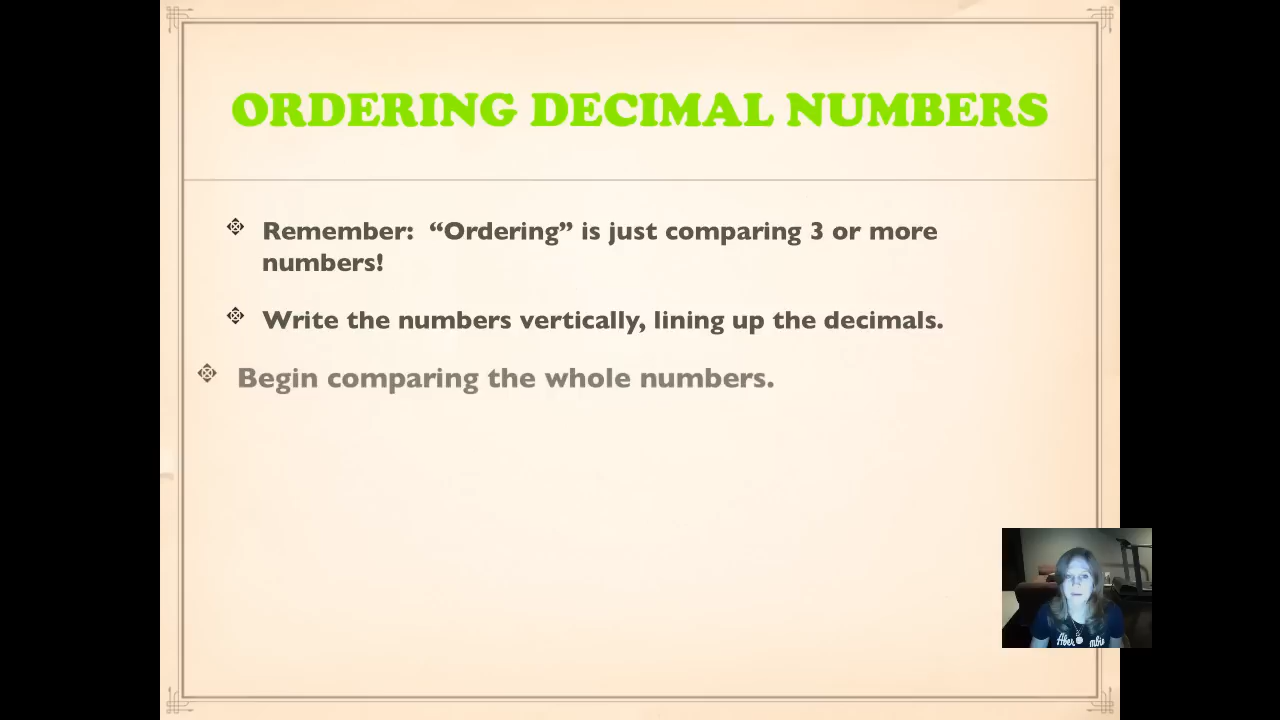 ORDERING DECIMAL NUMBERS
Remember: “Ordering” is just comparing 3 or more
numbers!
Write the numbers vertically, lining up the decimals.
Begin comparing the whole numbers.